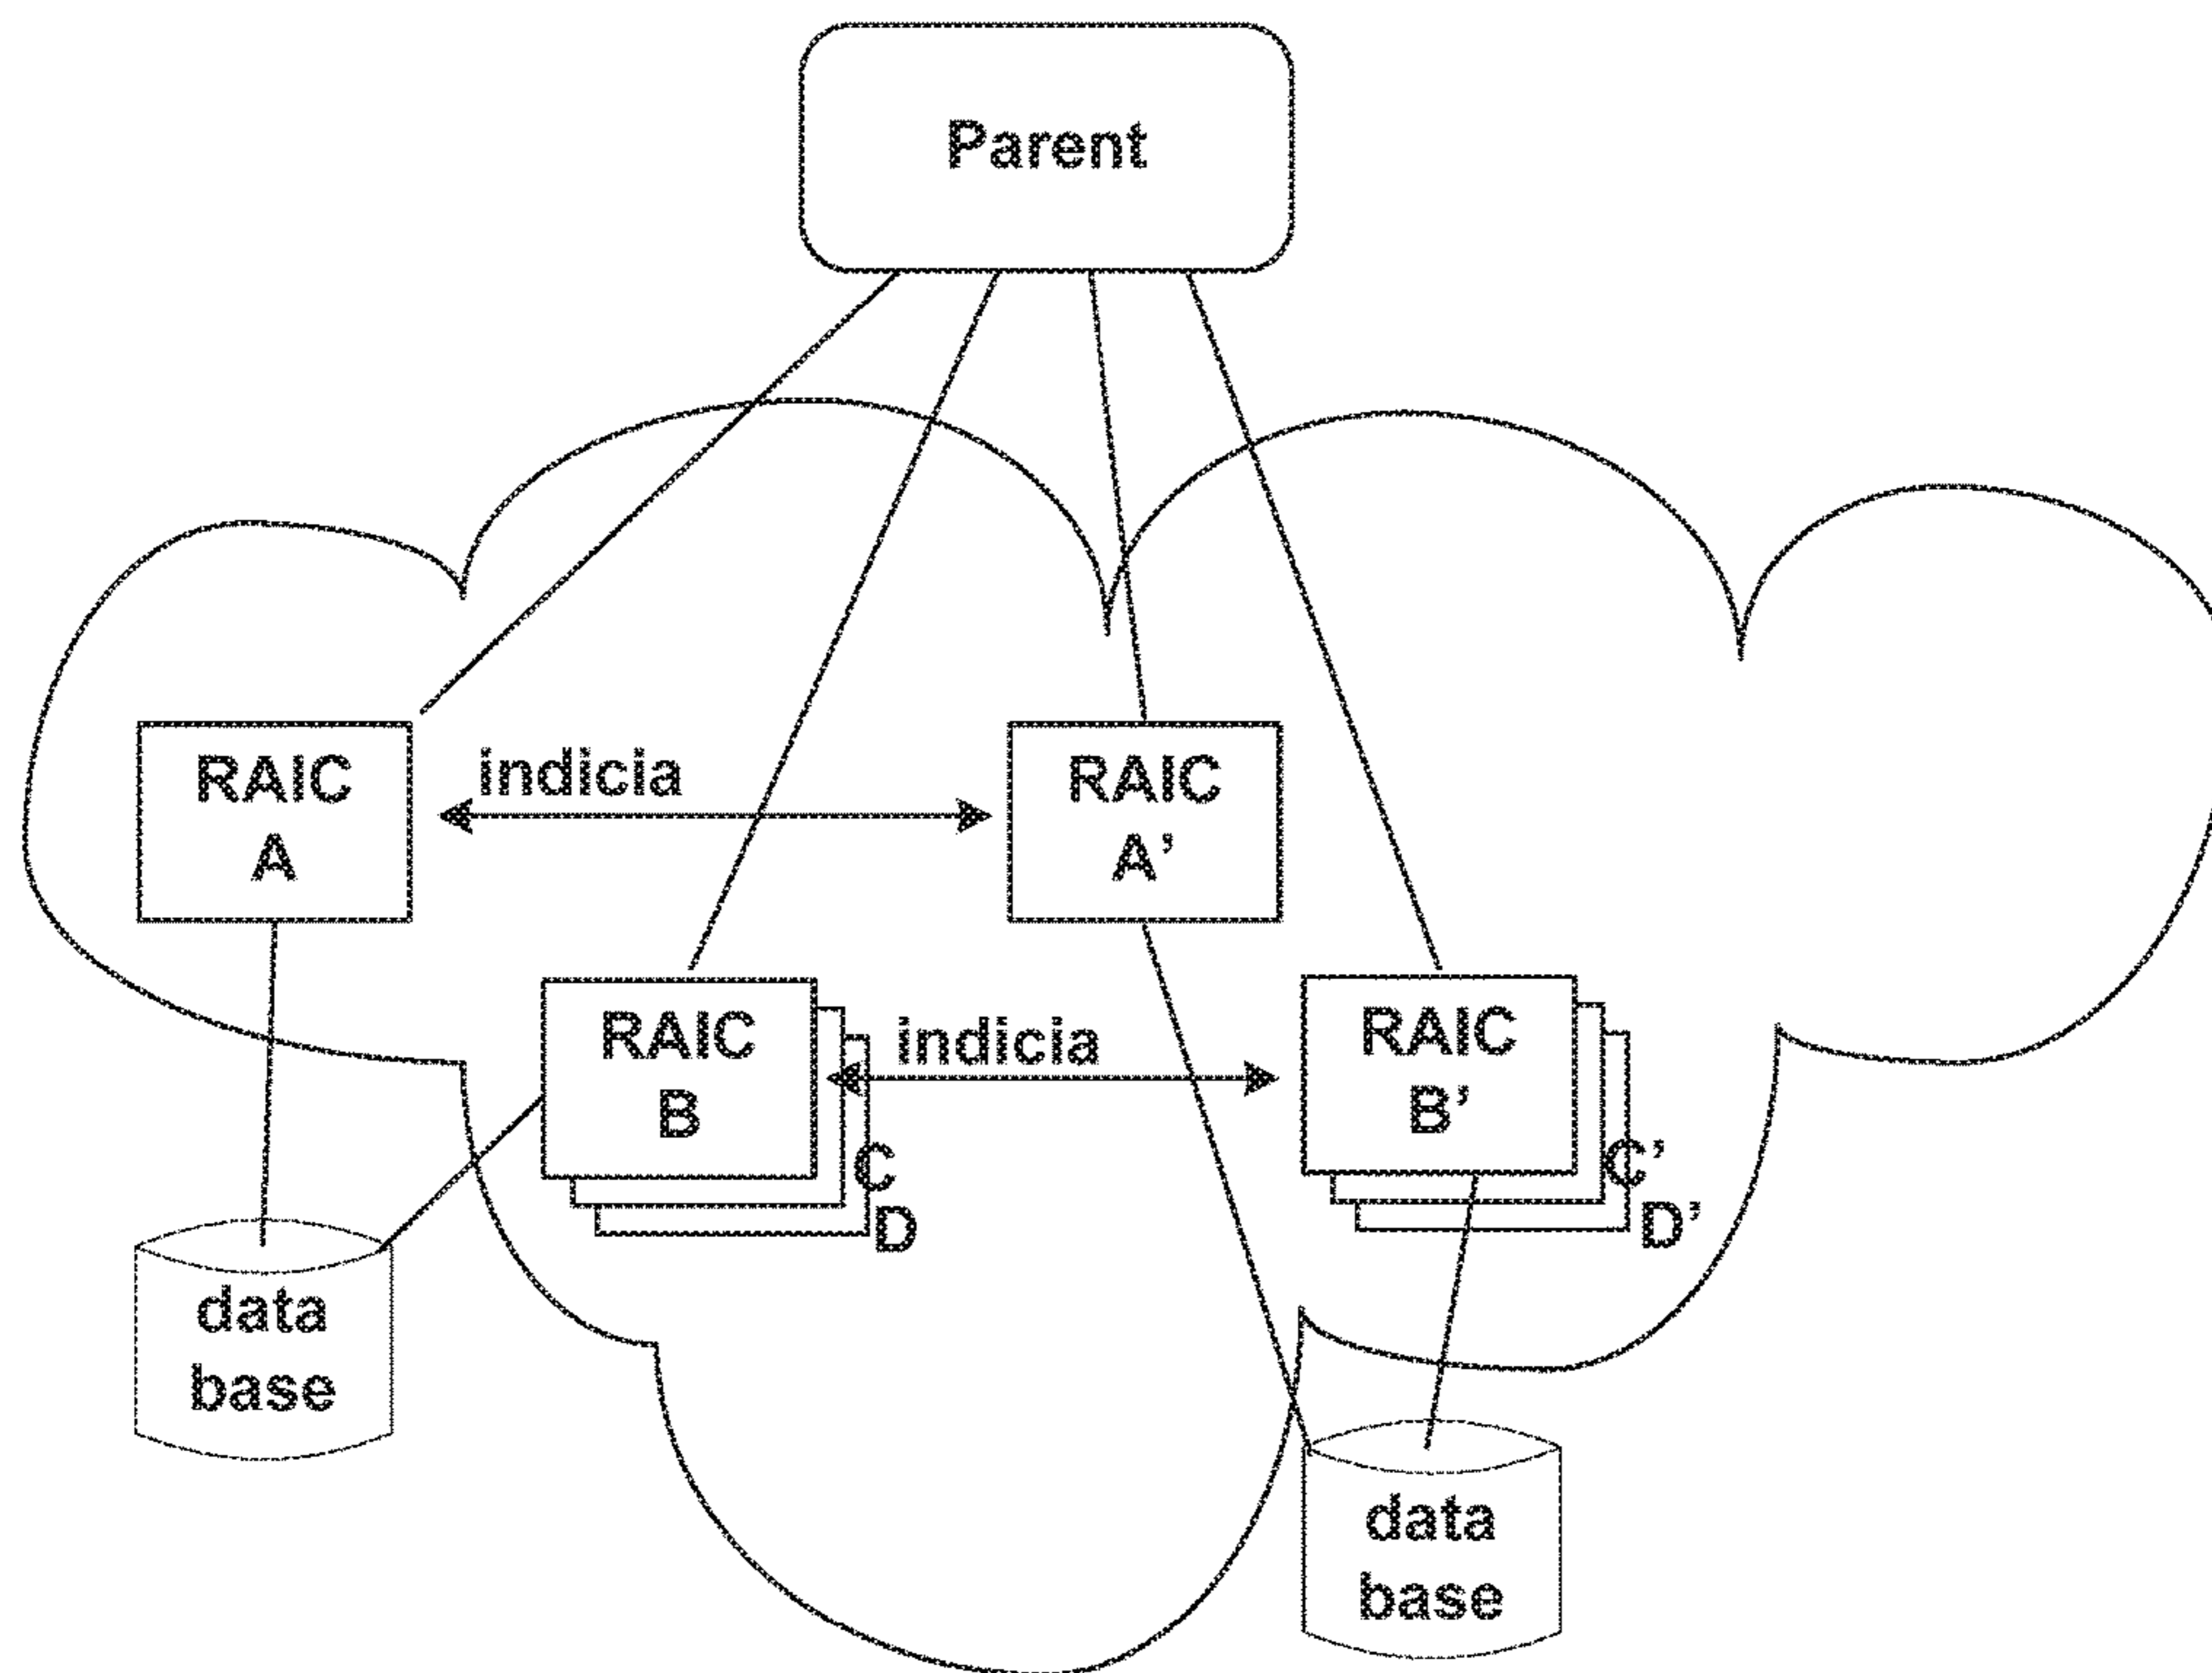 Parent
RAIC
A
indicia
RAIC
A’
RAIC
B
C
D
indicia
RAIC
B’
C’
D’
data
base
data
base